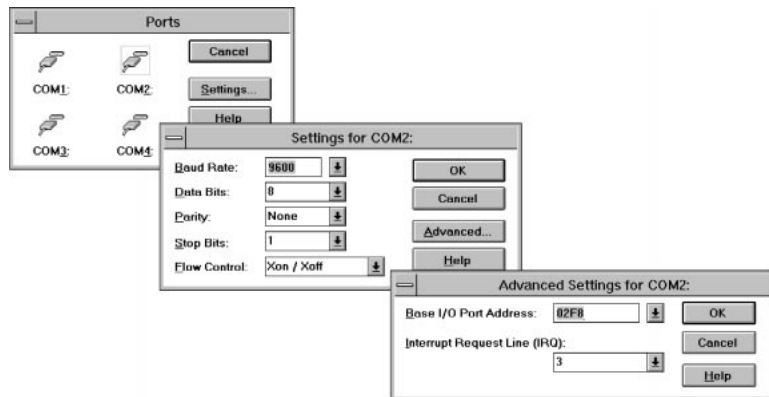 Ports
Cancel
COM1:
COM2:
Settings...
Help
COM3:
COM4:
Settings for COM2:
Baud Rate: 9600
OK
Data Bits: 8
Cancel
Parity: None
Advanced...
Stop Bits: 1
Flow Control: Xon / Xoff
Help
Advanced Settings for COM2:
Base I/O Port Address: 02F8
OK
Interrupt Request Line (IRQ):
Cancel
3
Help